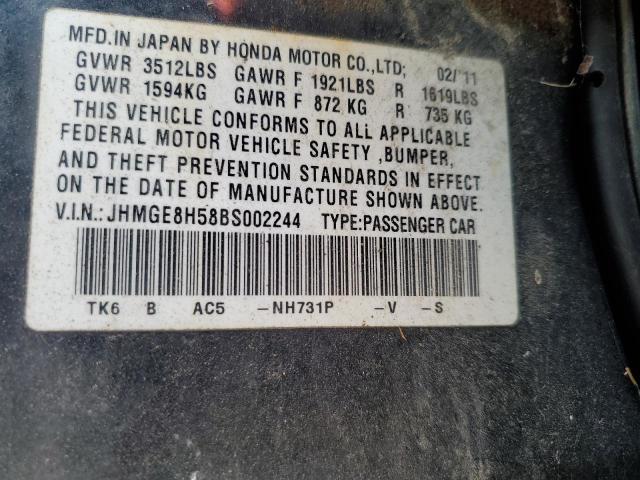 MFD.IN JAPAN BY HONDA MOTOR CO.,LTD; 02/'11
GVWR 3512LBS GAWR F 1921LBS R 1619LBS
GVWR 1594KG GAWR F 872 KG R 735 KG
THIS VEHICLE CONFORMS TO ALL APPLICABLE
FEDERAL MOTOR VEHICLE SAFETY ,BUMPER,
AND THEFT PREVENTION STANDARDS IN EFFECT
ON THE DATE OF MANUFACTURE SHOWN ABOVE.
V.I.N.:JHMGE8H58BS002244 TYPE:PASSENGER CAR
TK6 B AC5 -NH731P -V -S